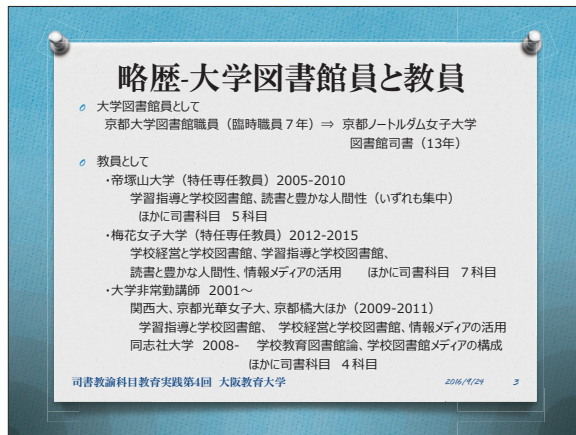 略歴-大学図書館員と教員
大学図書館員として
京都大学図書館職員（臨時職員７年）⇒ 京都ノートルダム女子大学
図書館司書（13年）
教員として
・帝塚山大学（特任専任教員）2005-2010
学習指導と学校図書館、読書と豊かな人間性（いずれも集中）
ほかに司書科目 ５科目
・梅花女子大学（特任専任教員）2012-2015
学校経営と学校図書館、学習指導と学校図書館、
読書と豊かな人間性、情報メディアの活用 ほかに司書科目 ７科目
・大学非常勤講師 2001～
関西大、京都光華女子大、京都橘大ほか（2009-2011）
学習指導と学校図書館、 学校経営と学校図書館、情報メディアの活用
同志社大学 2008- 学校教育図書館論、学校図書館メディアの構成
ほかに司書科目 ４科目
司書教諭科目教育実践第4回 大阪教育大学 2016/9/24 3